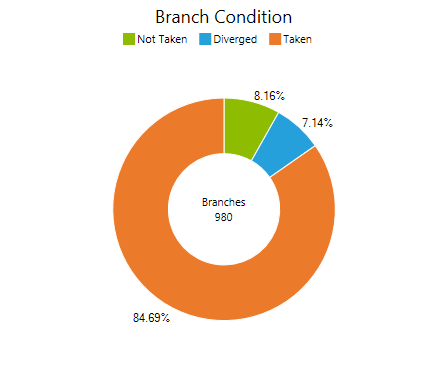 Branch Condition
Not Taken Diverged Taken
8.16%
7.14%
Branches
980
84.69%